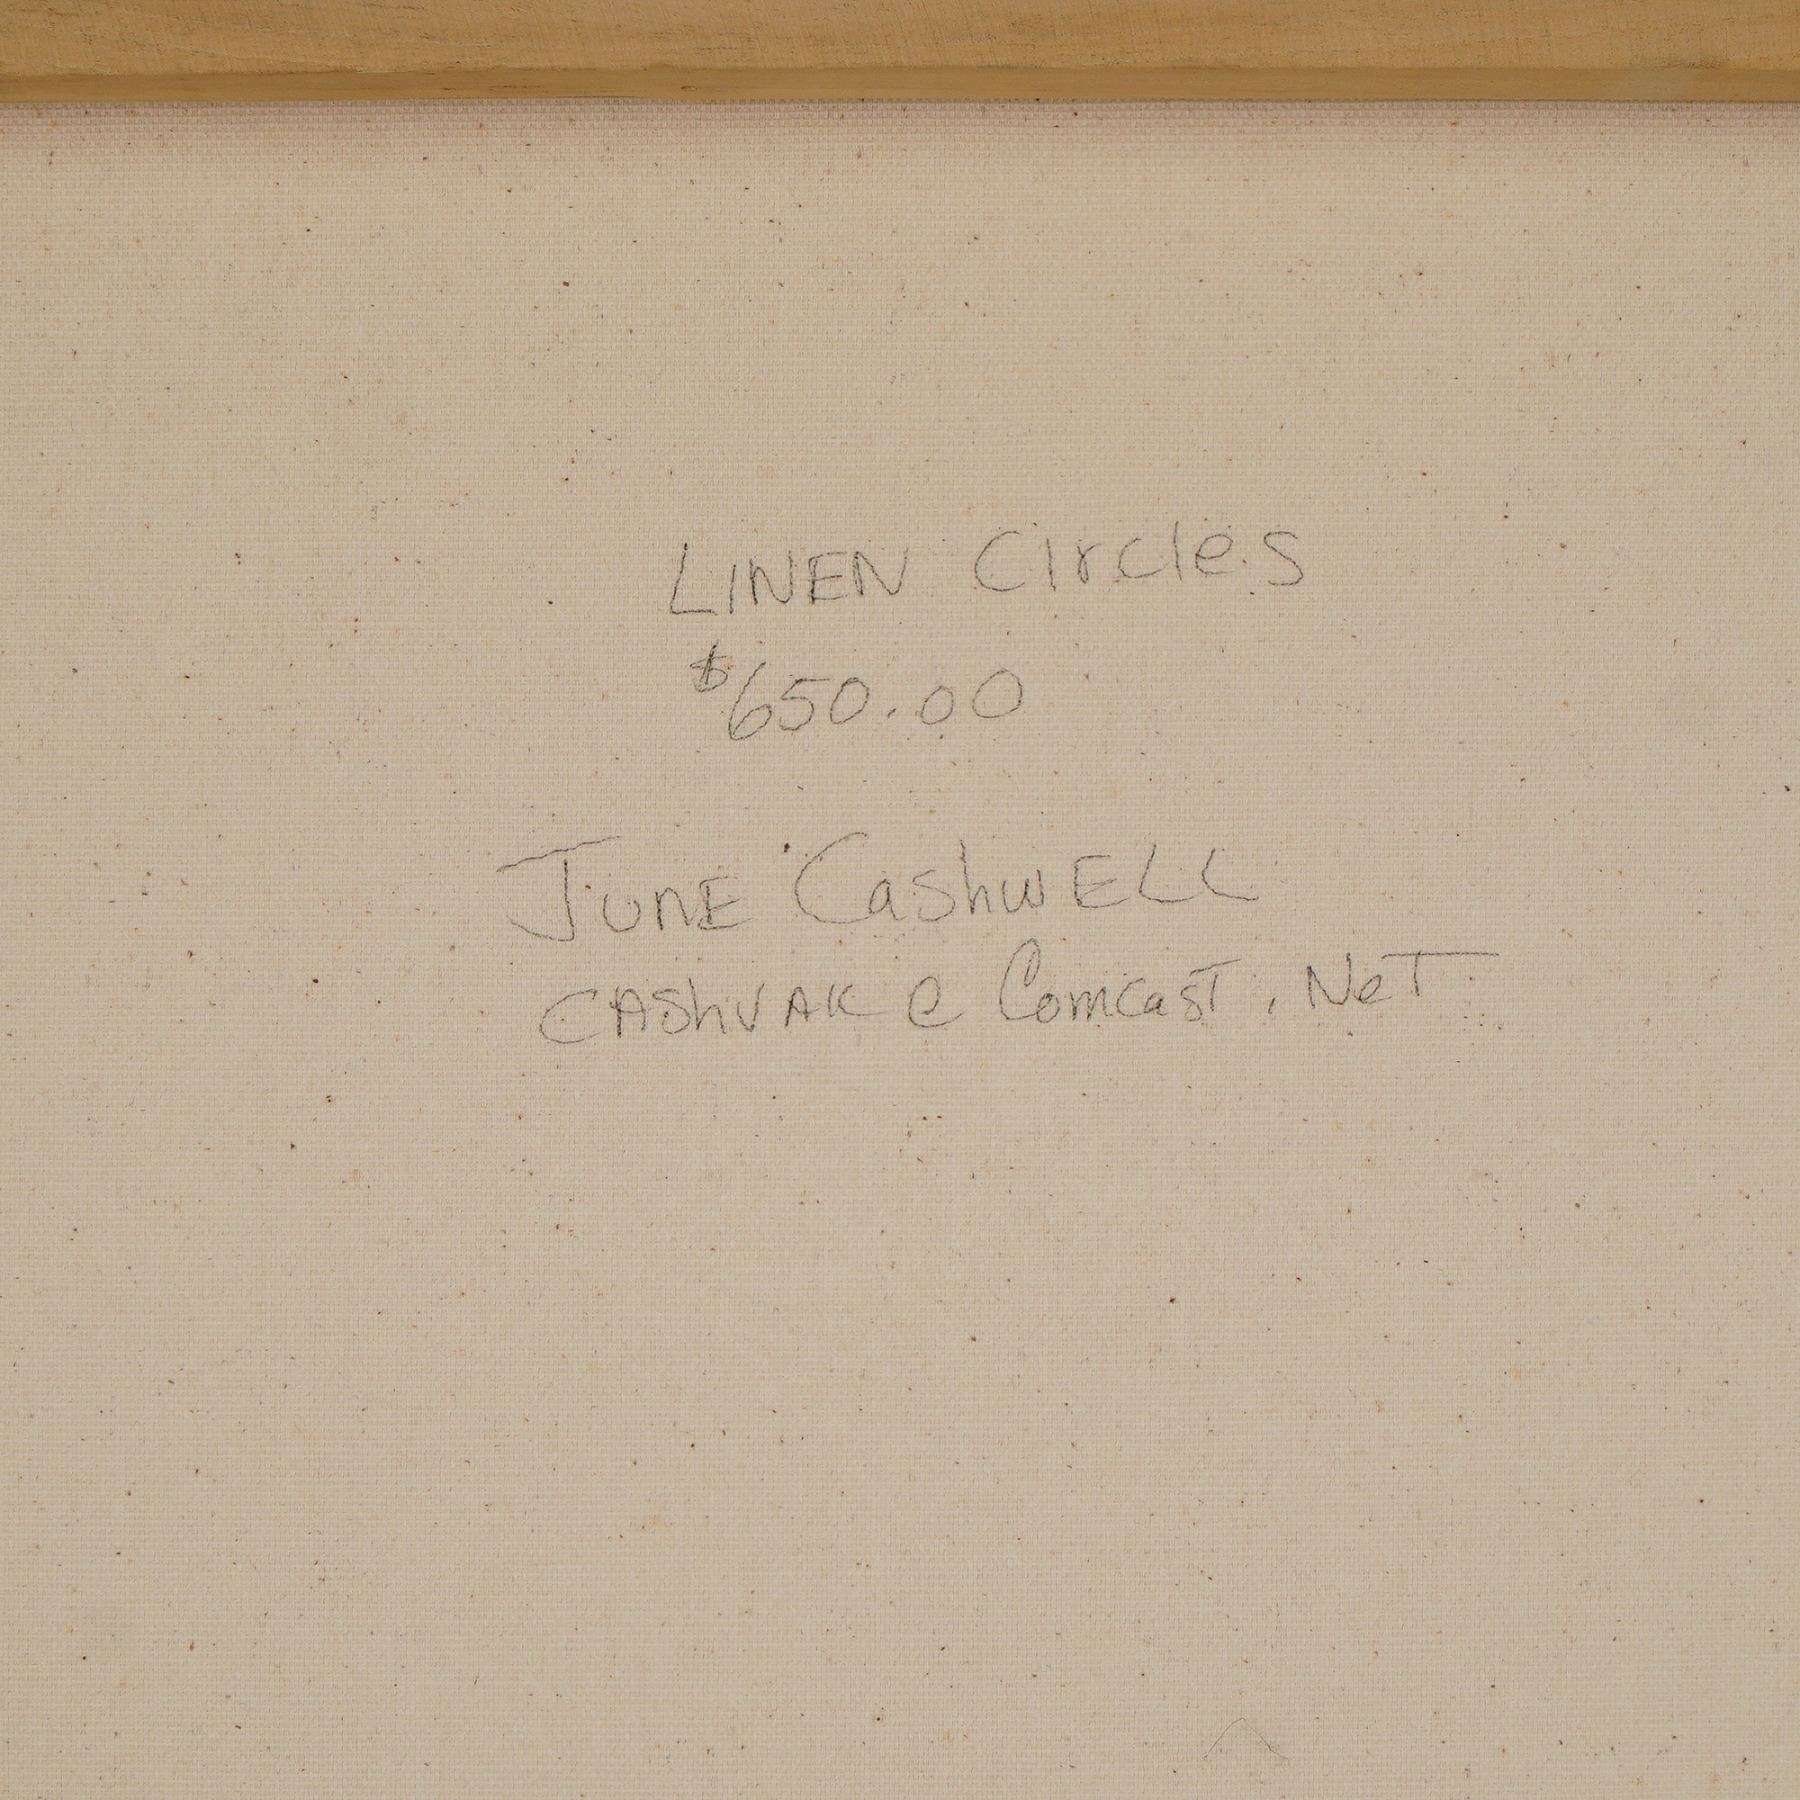 LINEN Circles
$650.00
JUNE CashwELL
CAShVAK @ Comcast.NeT